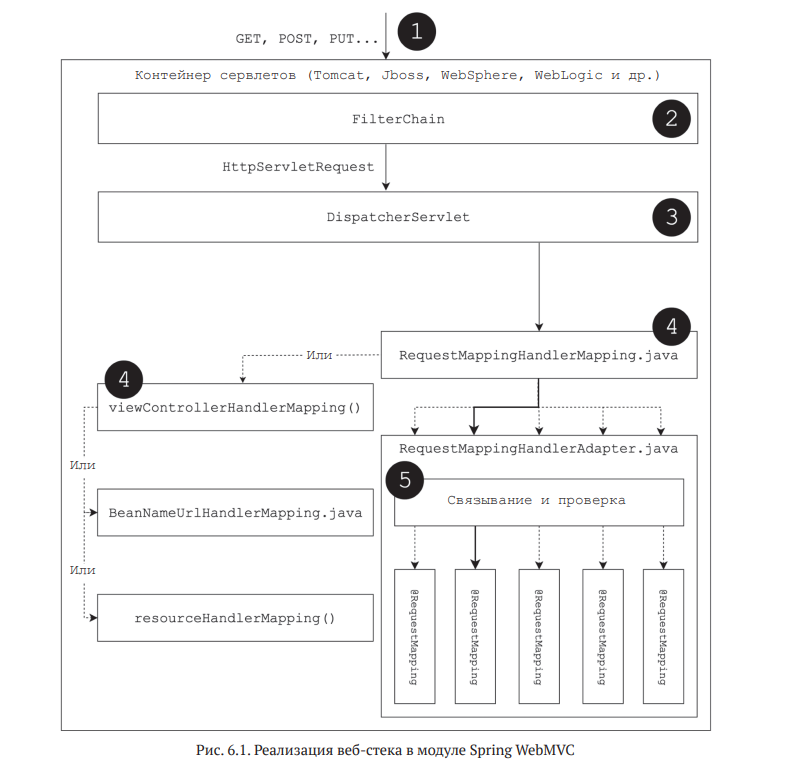 GET, POST, PUT...
1
Контейнер сервлетов (Tomcat, Jboss, WebSphere, WebLogic и др.)
FilterChain
2
HttpServletRequest
DispatcherServlet
3
4
RequestMappingHandlerMapping.java
Или
4
viewControllerHandlerMapping()
RequestMappingHandlerAdapter.java
Или
5
Связывание и проверка
BeanNameUrlHandlerMapping.java
Или
resourceHandlerMapping()
@RequestMapping
@RequestMapping
@RequestMapping
@RequestMapping
@RequestMapping
Рис. 6.1. Реализация веб-стека в модуле Spring WebMVC